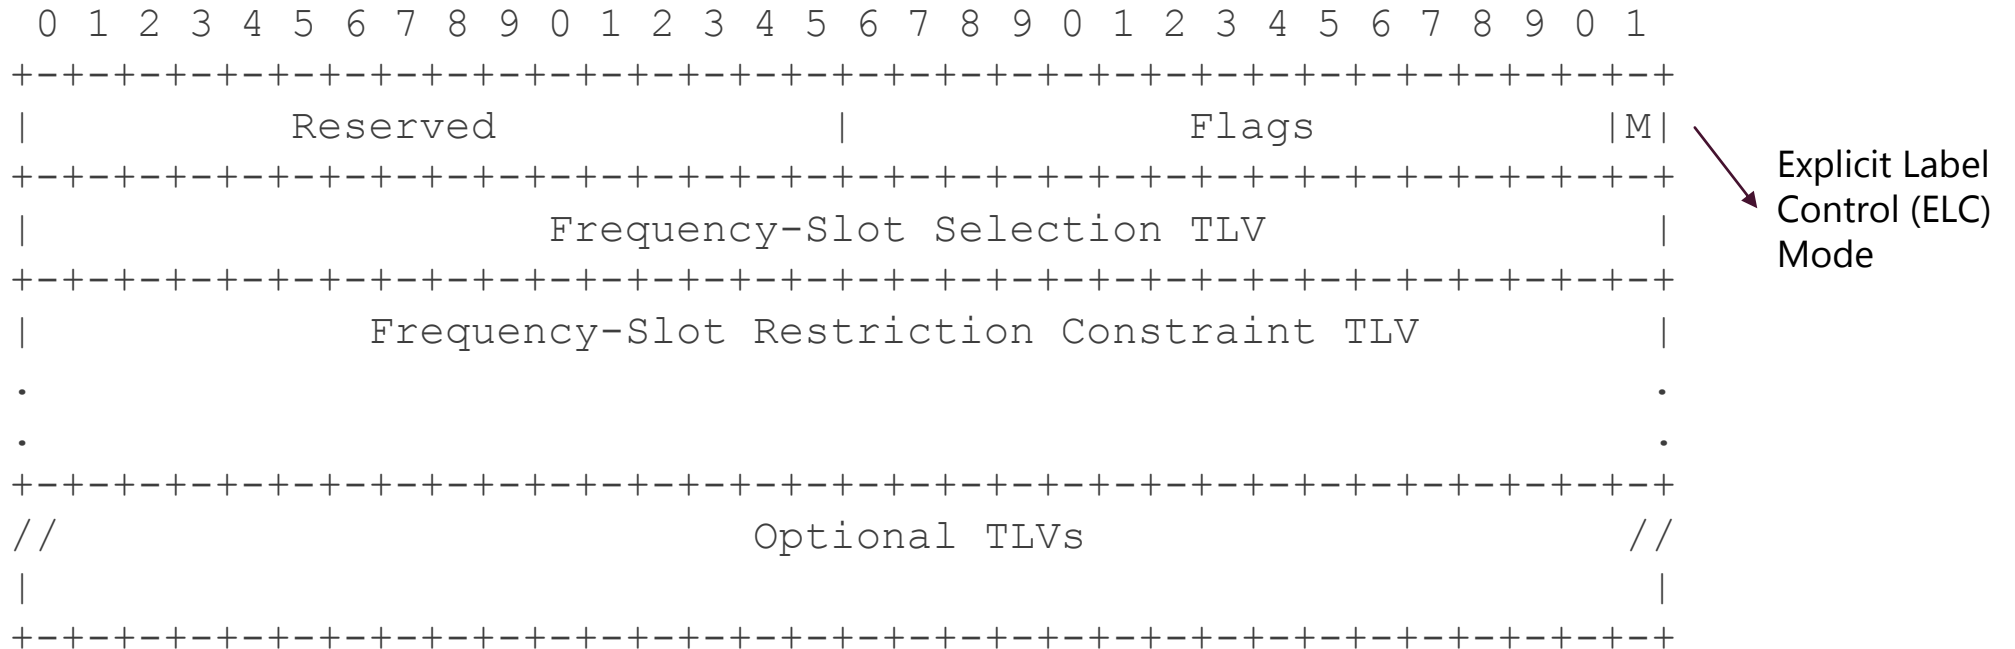 0 1 2 3 4 5 6 7 8 9 0 1 2 3 4 5 6 7 8 9 0 1 2 3 4 5 6 7 8 9 0 1
+-+-+-+-+-+-+-+-+-+-+-+-+-+-+-+-+-+-+-+-+-+-+-+-+-+-+-+-+-+-+-+-+
|          Reserved             |             Flags           |M|
+-+-+-+-+-+-+-+-+-+-+-+-+-+-+-+-+-+-+-+-+-+-+-+-+-+-+-+-+-+-+-+-+
|                    Frequency-Slot Selection TLV               |
+-+-+-+-+-+-+-+-+-+-+-+-+-+-+-+-+-+-+-+-+-+-+-+-+-+-+-+-+-+-+-+-+
|             Frequency-Slot Restriction Constraint TLV         |
.                                                               .
.                                                               .
+-+-+-+-+-+-+-+-+-+-+-+-+-+-+-+-+-+-+-+-+-+-+-+-+-+-+-+-+-+-+-+-+
//                           Optional TLVs                     //
|                                                               |
+-+-+-+-+-+-+-+-+-+-+-+-+-+-+-+-+-+-+-+-+-+-+-+-+-+-+-+-+-+-+-+-+
Explicit Label
Control (ELC)
Mode